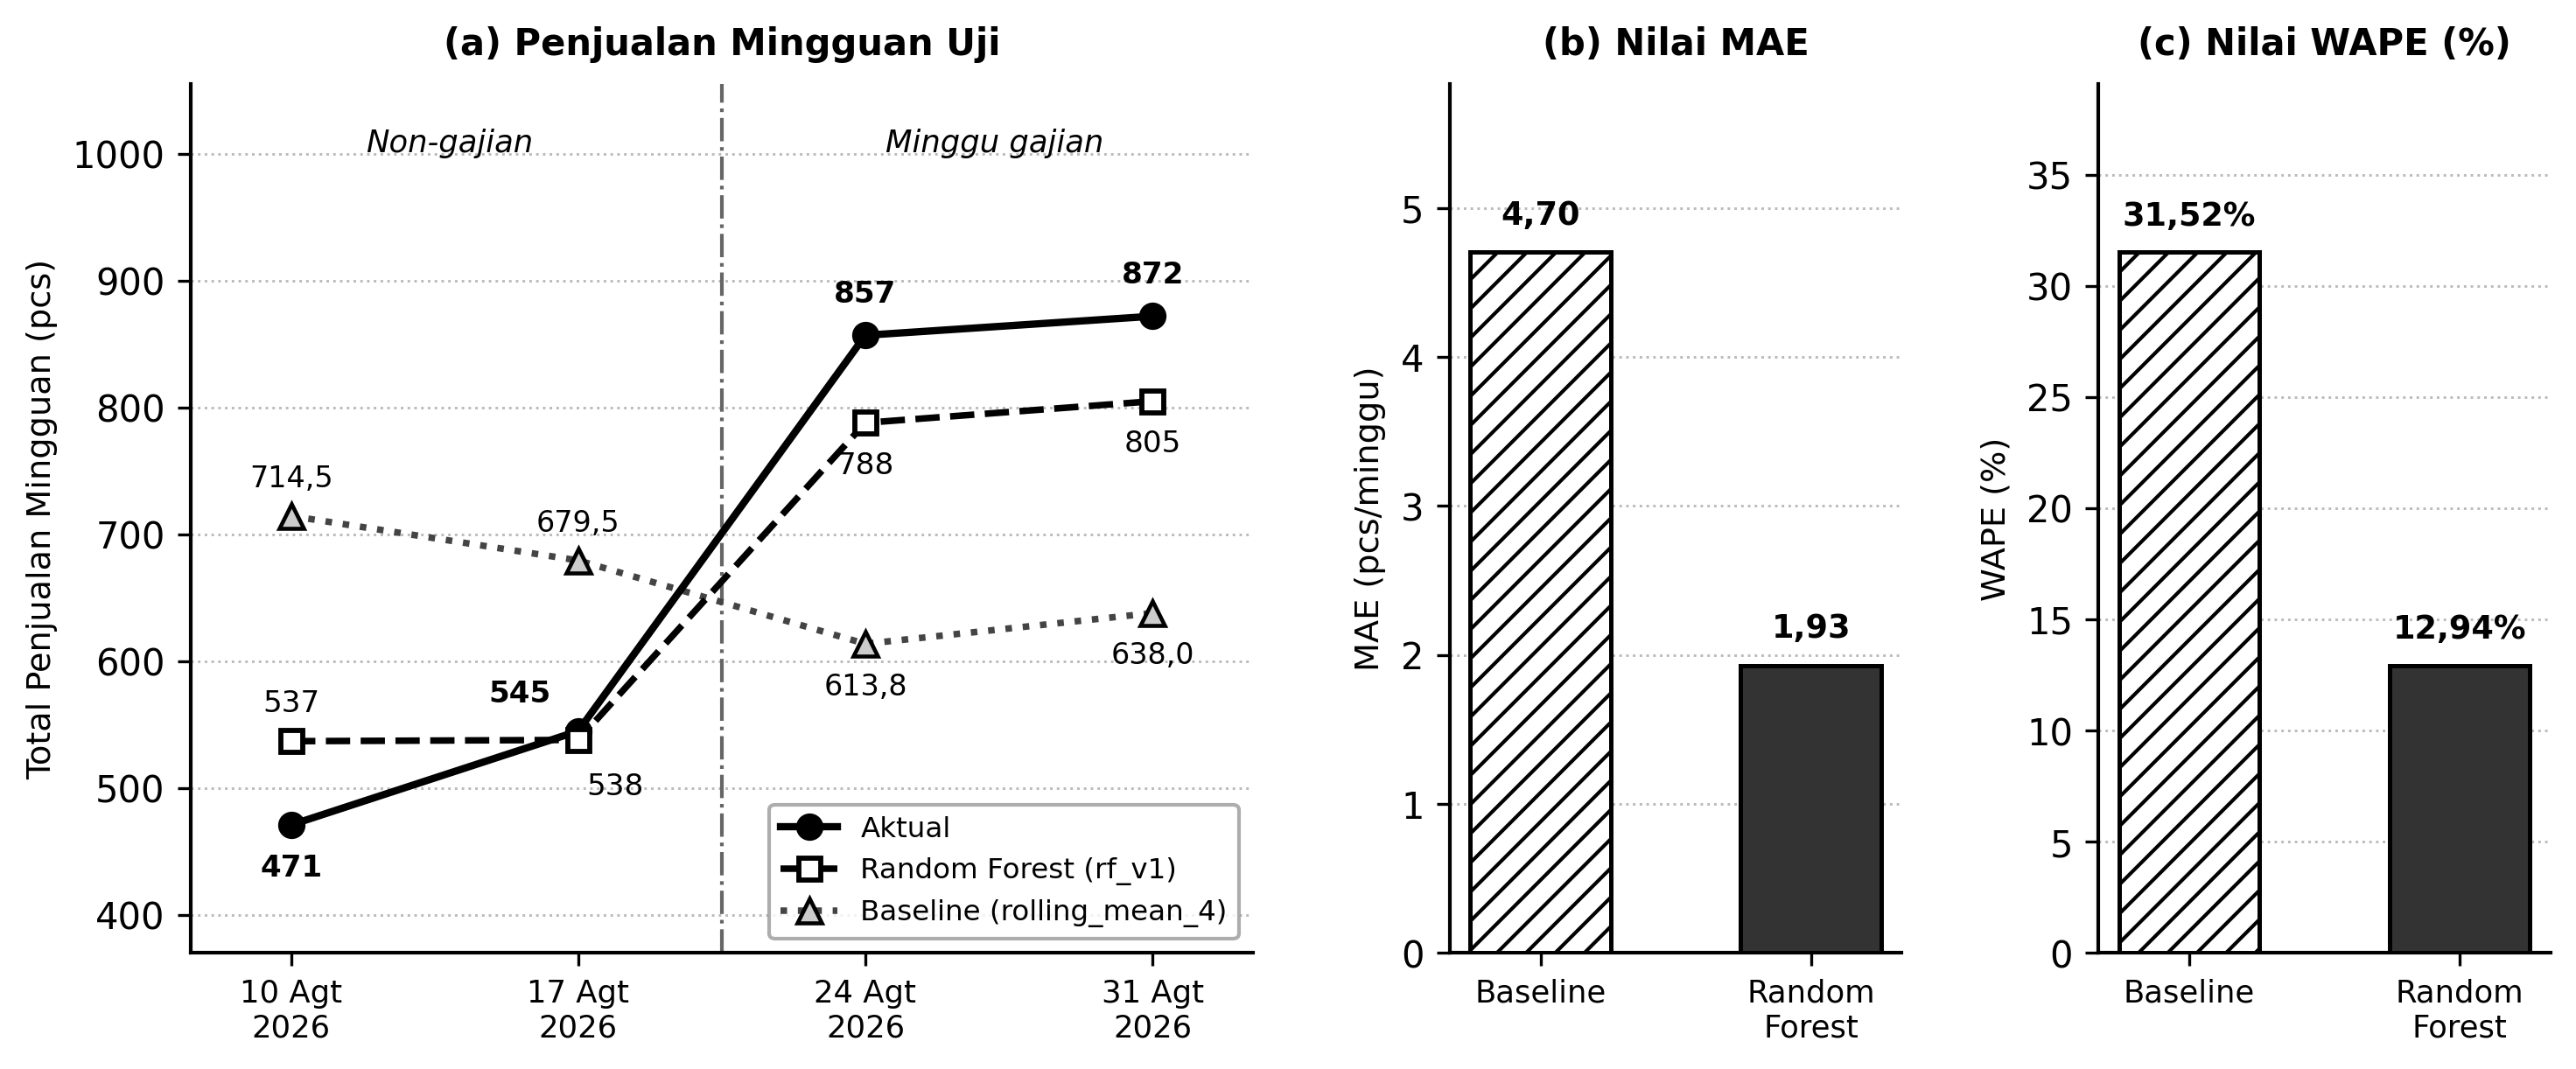 (a) Penjualan Mingguan Uji
Total Penjualan Mingguan (pcs)
1000
900
800
700
600
500
400
Non-gajian
Minggu gajian
857
872
788
805
714,5
679,5
613,8
638,0
537
545
538
471
Aktual
Random Forest (rf_v1)
Baseline (rolling_mean_4)
10 Agt
2026
17 Agt
2026
24 Agt
2026
31 Agt
2026
(b) Nilai MAE
MAE (pcs/minggu)
5
4
3
2
1
0
4,70
1,93
Baseline
Random
Forest
(c) Nilai WAPE (%)
WAPE (%)
35
30
25
20
15
10
5
0
31,52%
12,94%
Baseline
Random
Forest